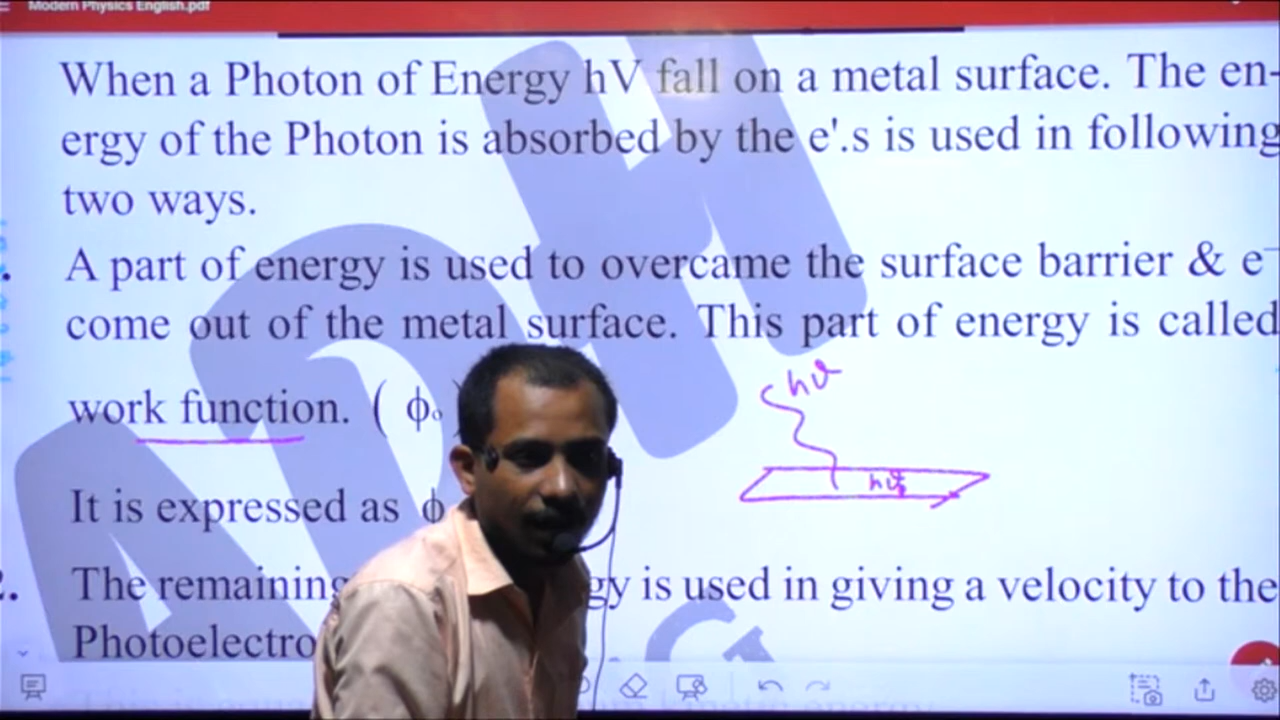 Modern Physics English.pdf
When a Photon of Energy hV fall on a metal surface. The en-
ergy of the Photon is absorbed by the e'.s is used in following
two ways.
A part of energy is used to overcame the surface barrier & e⁻
come out of the metal surface. This part of energy is called
work function. ( ϕ₀
hν
hν₀
It is expressed as ϕ
2. The remaining gy is used in giving a velocity to the
Photoelectro